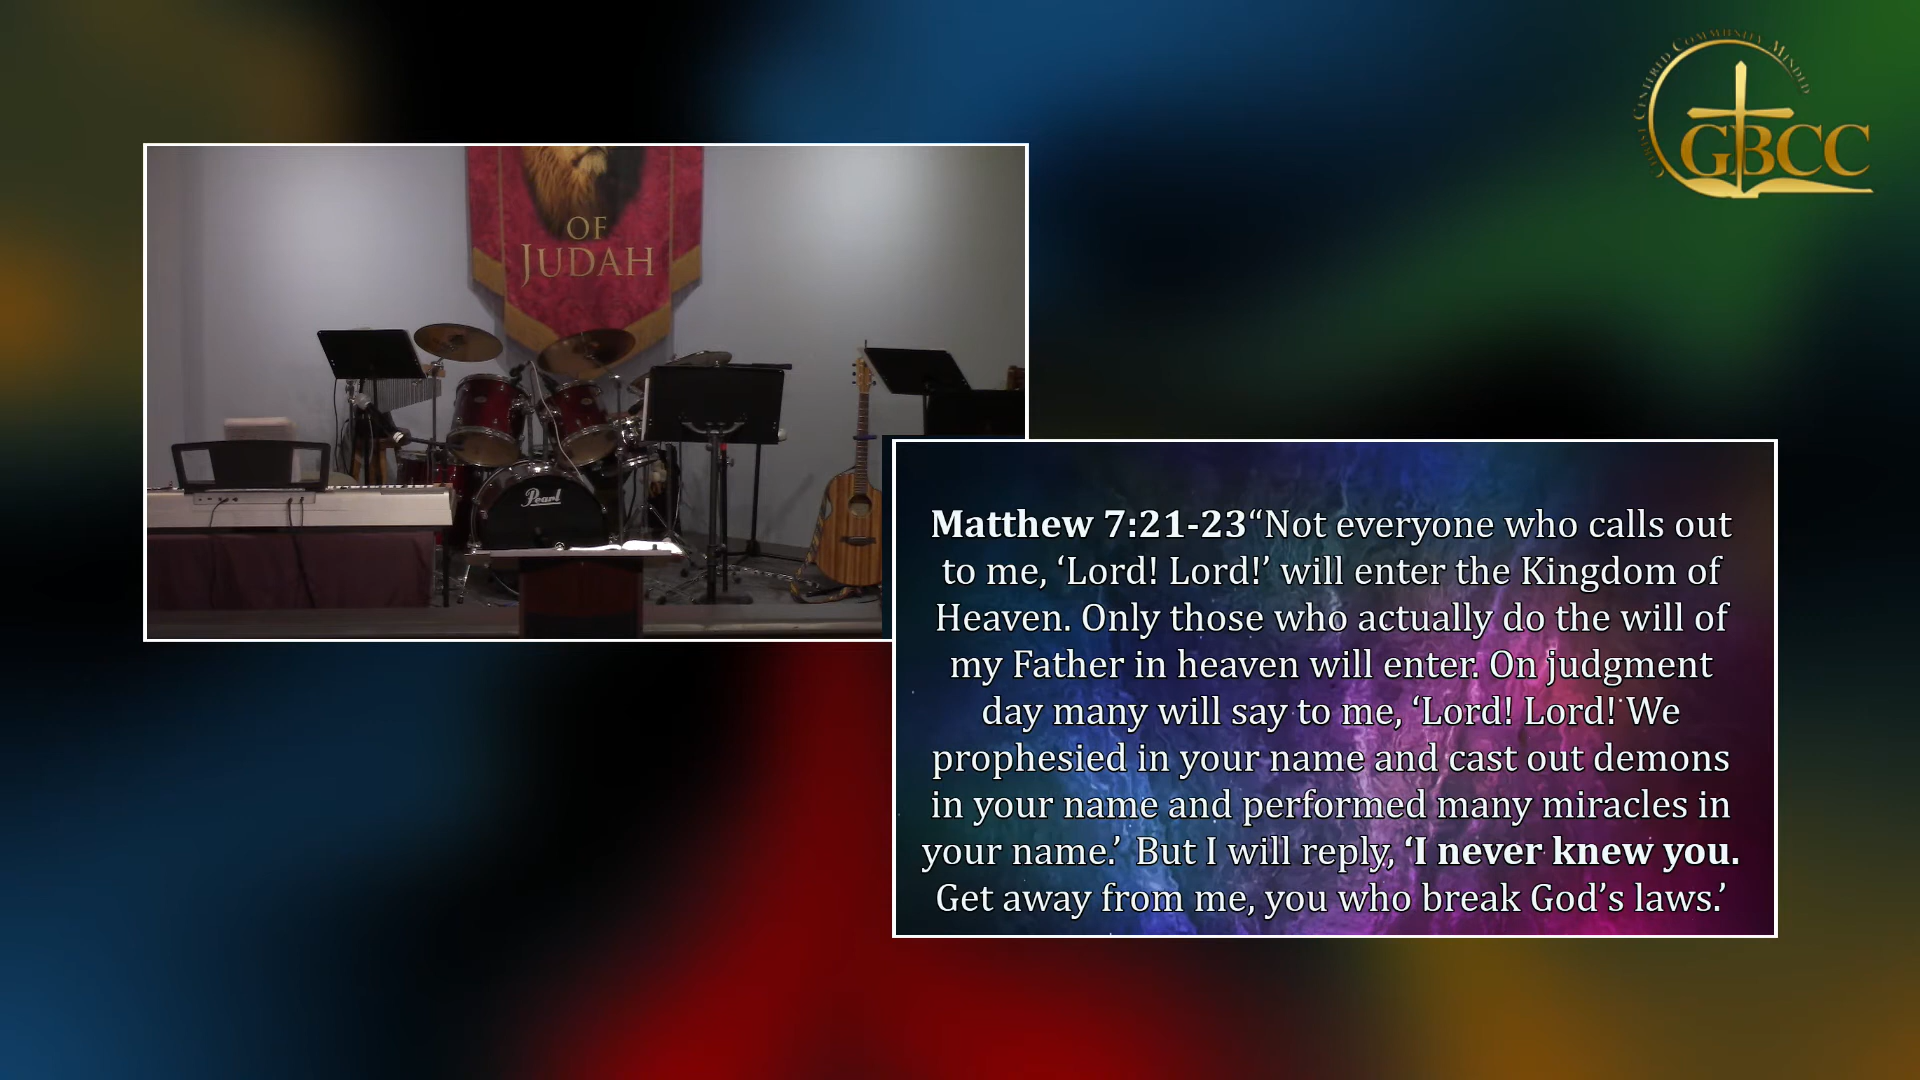 CHRIST CENTERED COMMUNITY MINDED
GBCC
OF
JUDAH
Pearl
Matthew 7:21-23“Not everyone who calls out
to me, ‘Lord! Lord!’ will enter the Kingdom of
Heaven. Only those who actually do the will of
my Father in heaven will enter. On judgment
day many will say to me, ‘Lord! Lord! We
prophesied in your name and cast out demons
in your name and performed many miracles in
your name.’ But I will reply, ‘I never knew you.
Get away from me, you who break God’s laws.’